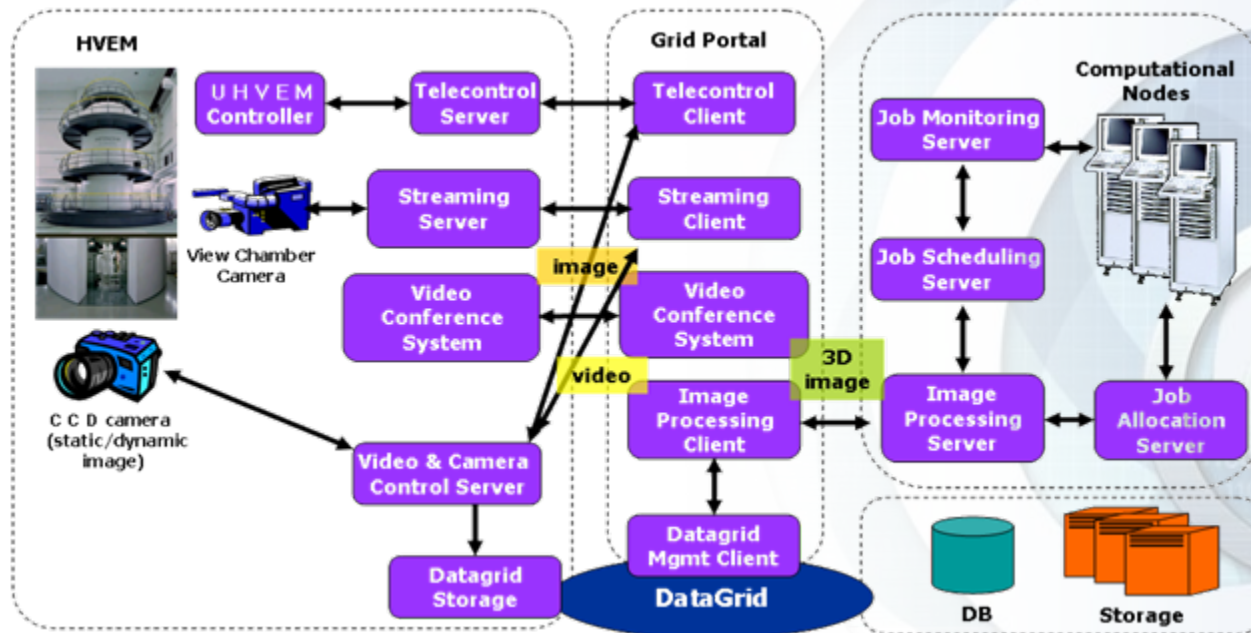 HVEM
UHVEM
Controller
Telecontrol
Server
View Chamber
Camera
Streaming
Server
Video
Conference
System
C C D camera
(static/dynamic
image)
Video & Camera
Control Server
Datagrid
Storage
image
video
Grid Portal
Telecontrol
Client
Streaming
Client
Video
Conference
System
Image
Processing
Client
Datagrid
Mgmt Client
DataGrid
3D
image
Computational
Nodes
Job Monitoring
Server
Job Scheduling
Server
Image
Processing
Server
Job
Allocation
Server
DB
Storage